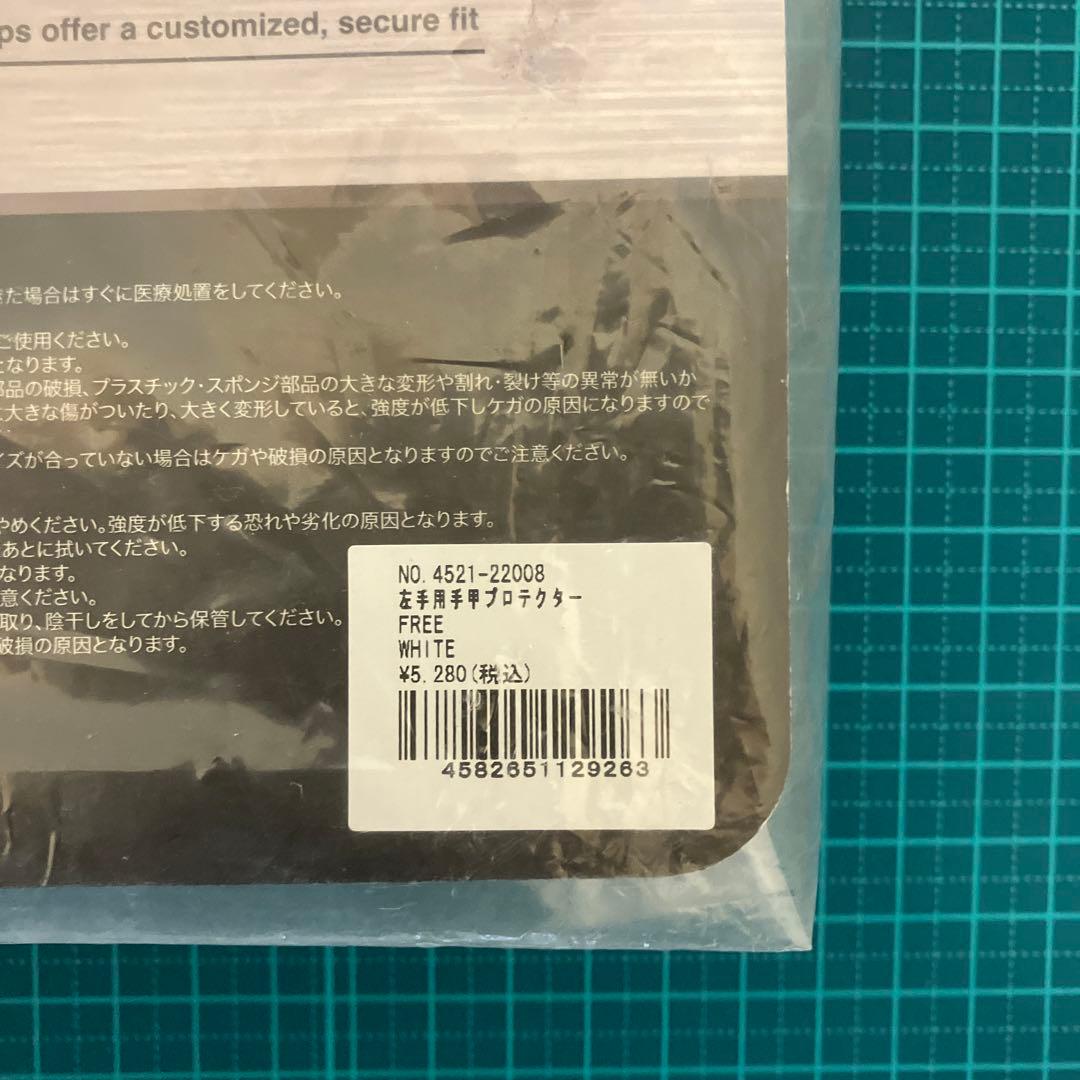 ps offer a customized, secure fit
た場合はすぐに医療処置をしてください。
ご使用ください。
となります。
部品の破損、プラスチック・スポンジ部品の大きな変形や割れ・裂け等の異常が無いか
大きな傷がついたり、大きく変形していると、強度が低下しケガの原因になりますので
イズが合っていない場合はケガや破損の原因となりますのでご注意ください。
やめください。強度が低下する恐れや劣化の原因となります。
あとに拭いてください。
なります。
意ください。
取り、陰干しをしてから保管してください。
破損の原因となります。
NO. 4521-22008
左手用手甲プロテクター
FREE
WHITE
¥5.280(税込)
4582651129263